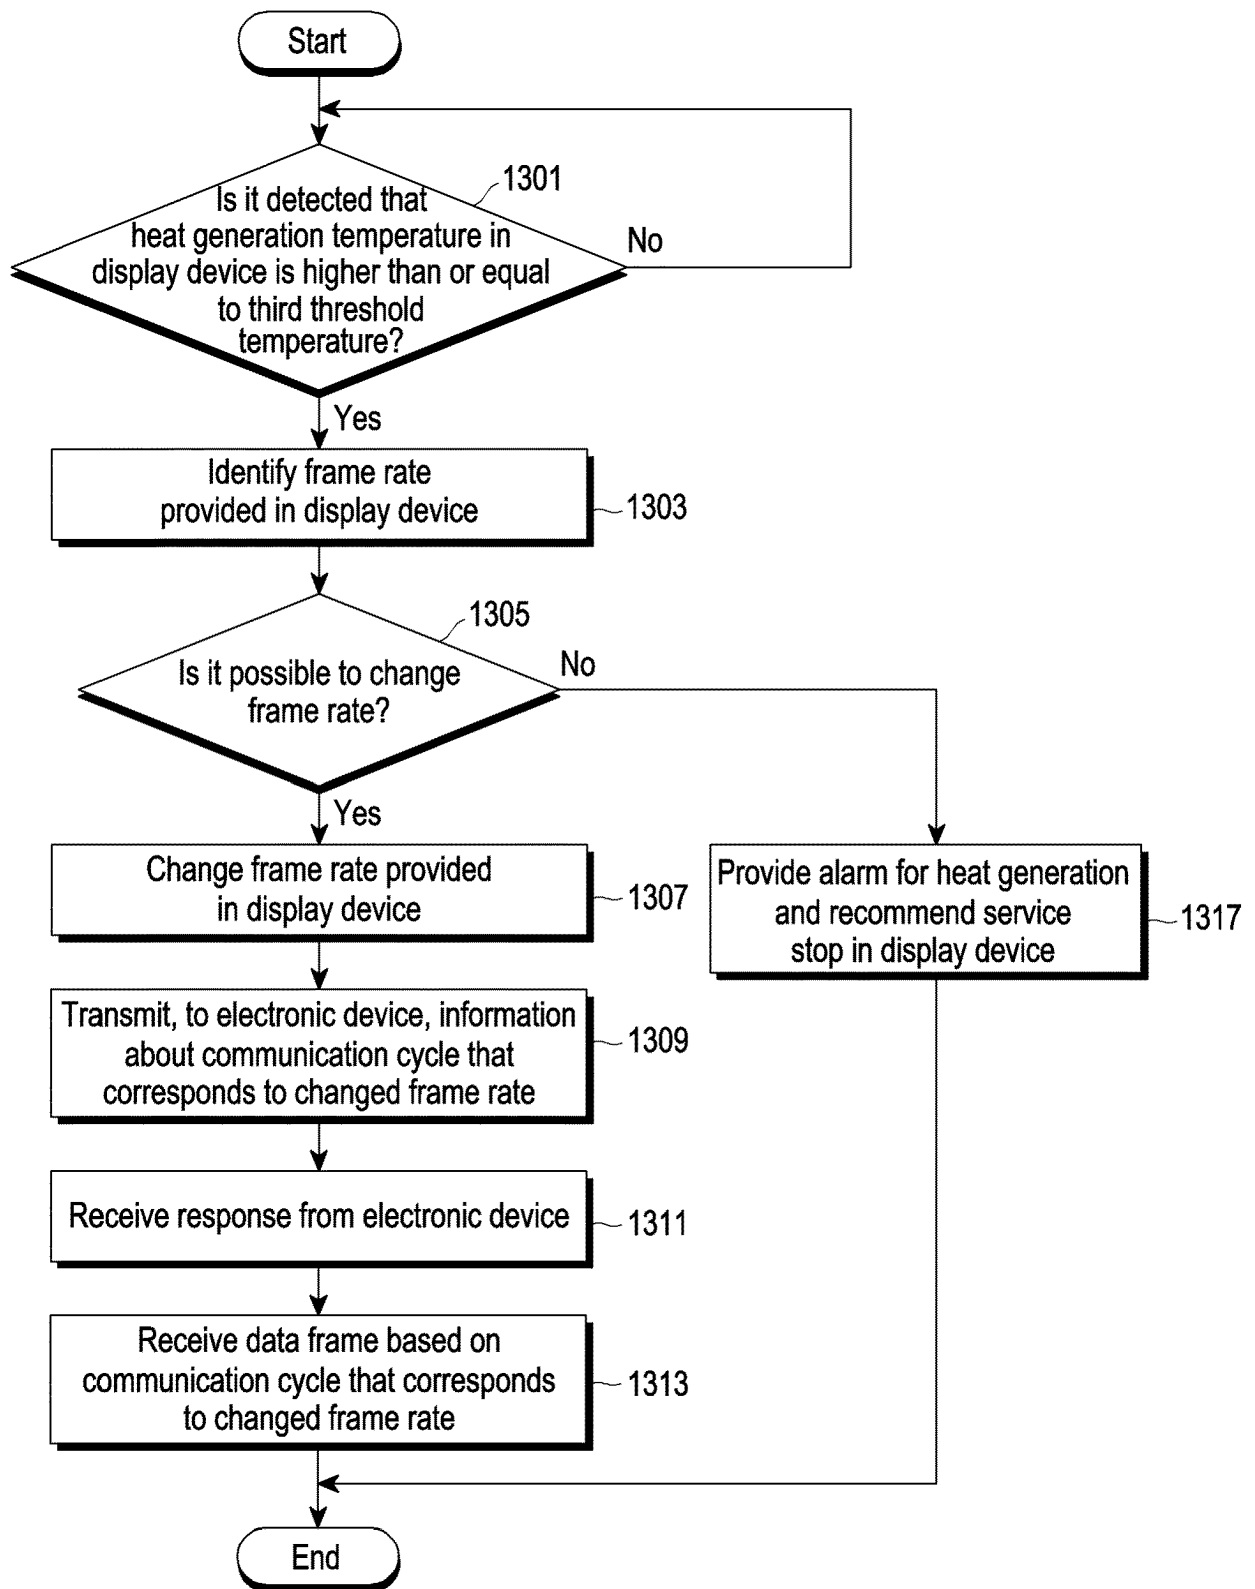 Start
1301
Is it detected that
heat generation temperature in
display device is higher than or equal
to third threshold
temperature?
No
Yes
Identify frame rate
provided in display device
1303
1305
Is it possible to change
frame rate?
No
Yes
Change frame rate provided
in display device
1307
Provide alarm for heat generation
and recommend service
stop in display device
1317
Transmit, to electronic device, information
about communication cycle that
corresponds to changed frame rate
1309
Receive response from electronic device
1311
Receive data frame based on
communication cycle that corresponds
to changed frame rate
1313
End